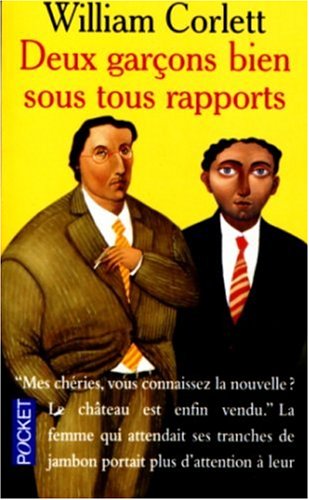 William Corlett
Deux garçons bien
sous tous rapports
"Mes chéries, vous connaissez la nouvelle ?
Le château est enfin vendu." La
femme qui attendait ses tranches de
jambon portait plus d'attention à leur
POCKET